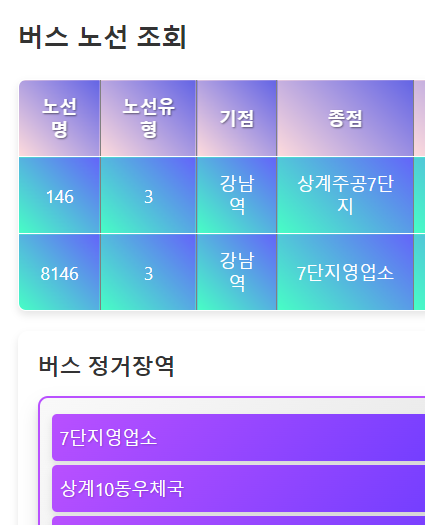 버스 노선 조회
노선
명
노선유
형
기점
종점
146
3
강남
역
상계주공7단
지
8146
3
강남
역
7단지영업소
버스 정거장역
7단지영업소
상계10동우체국